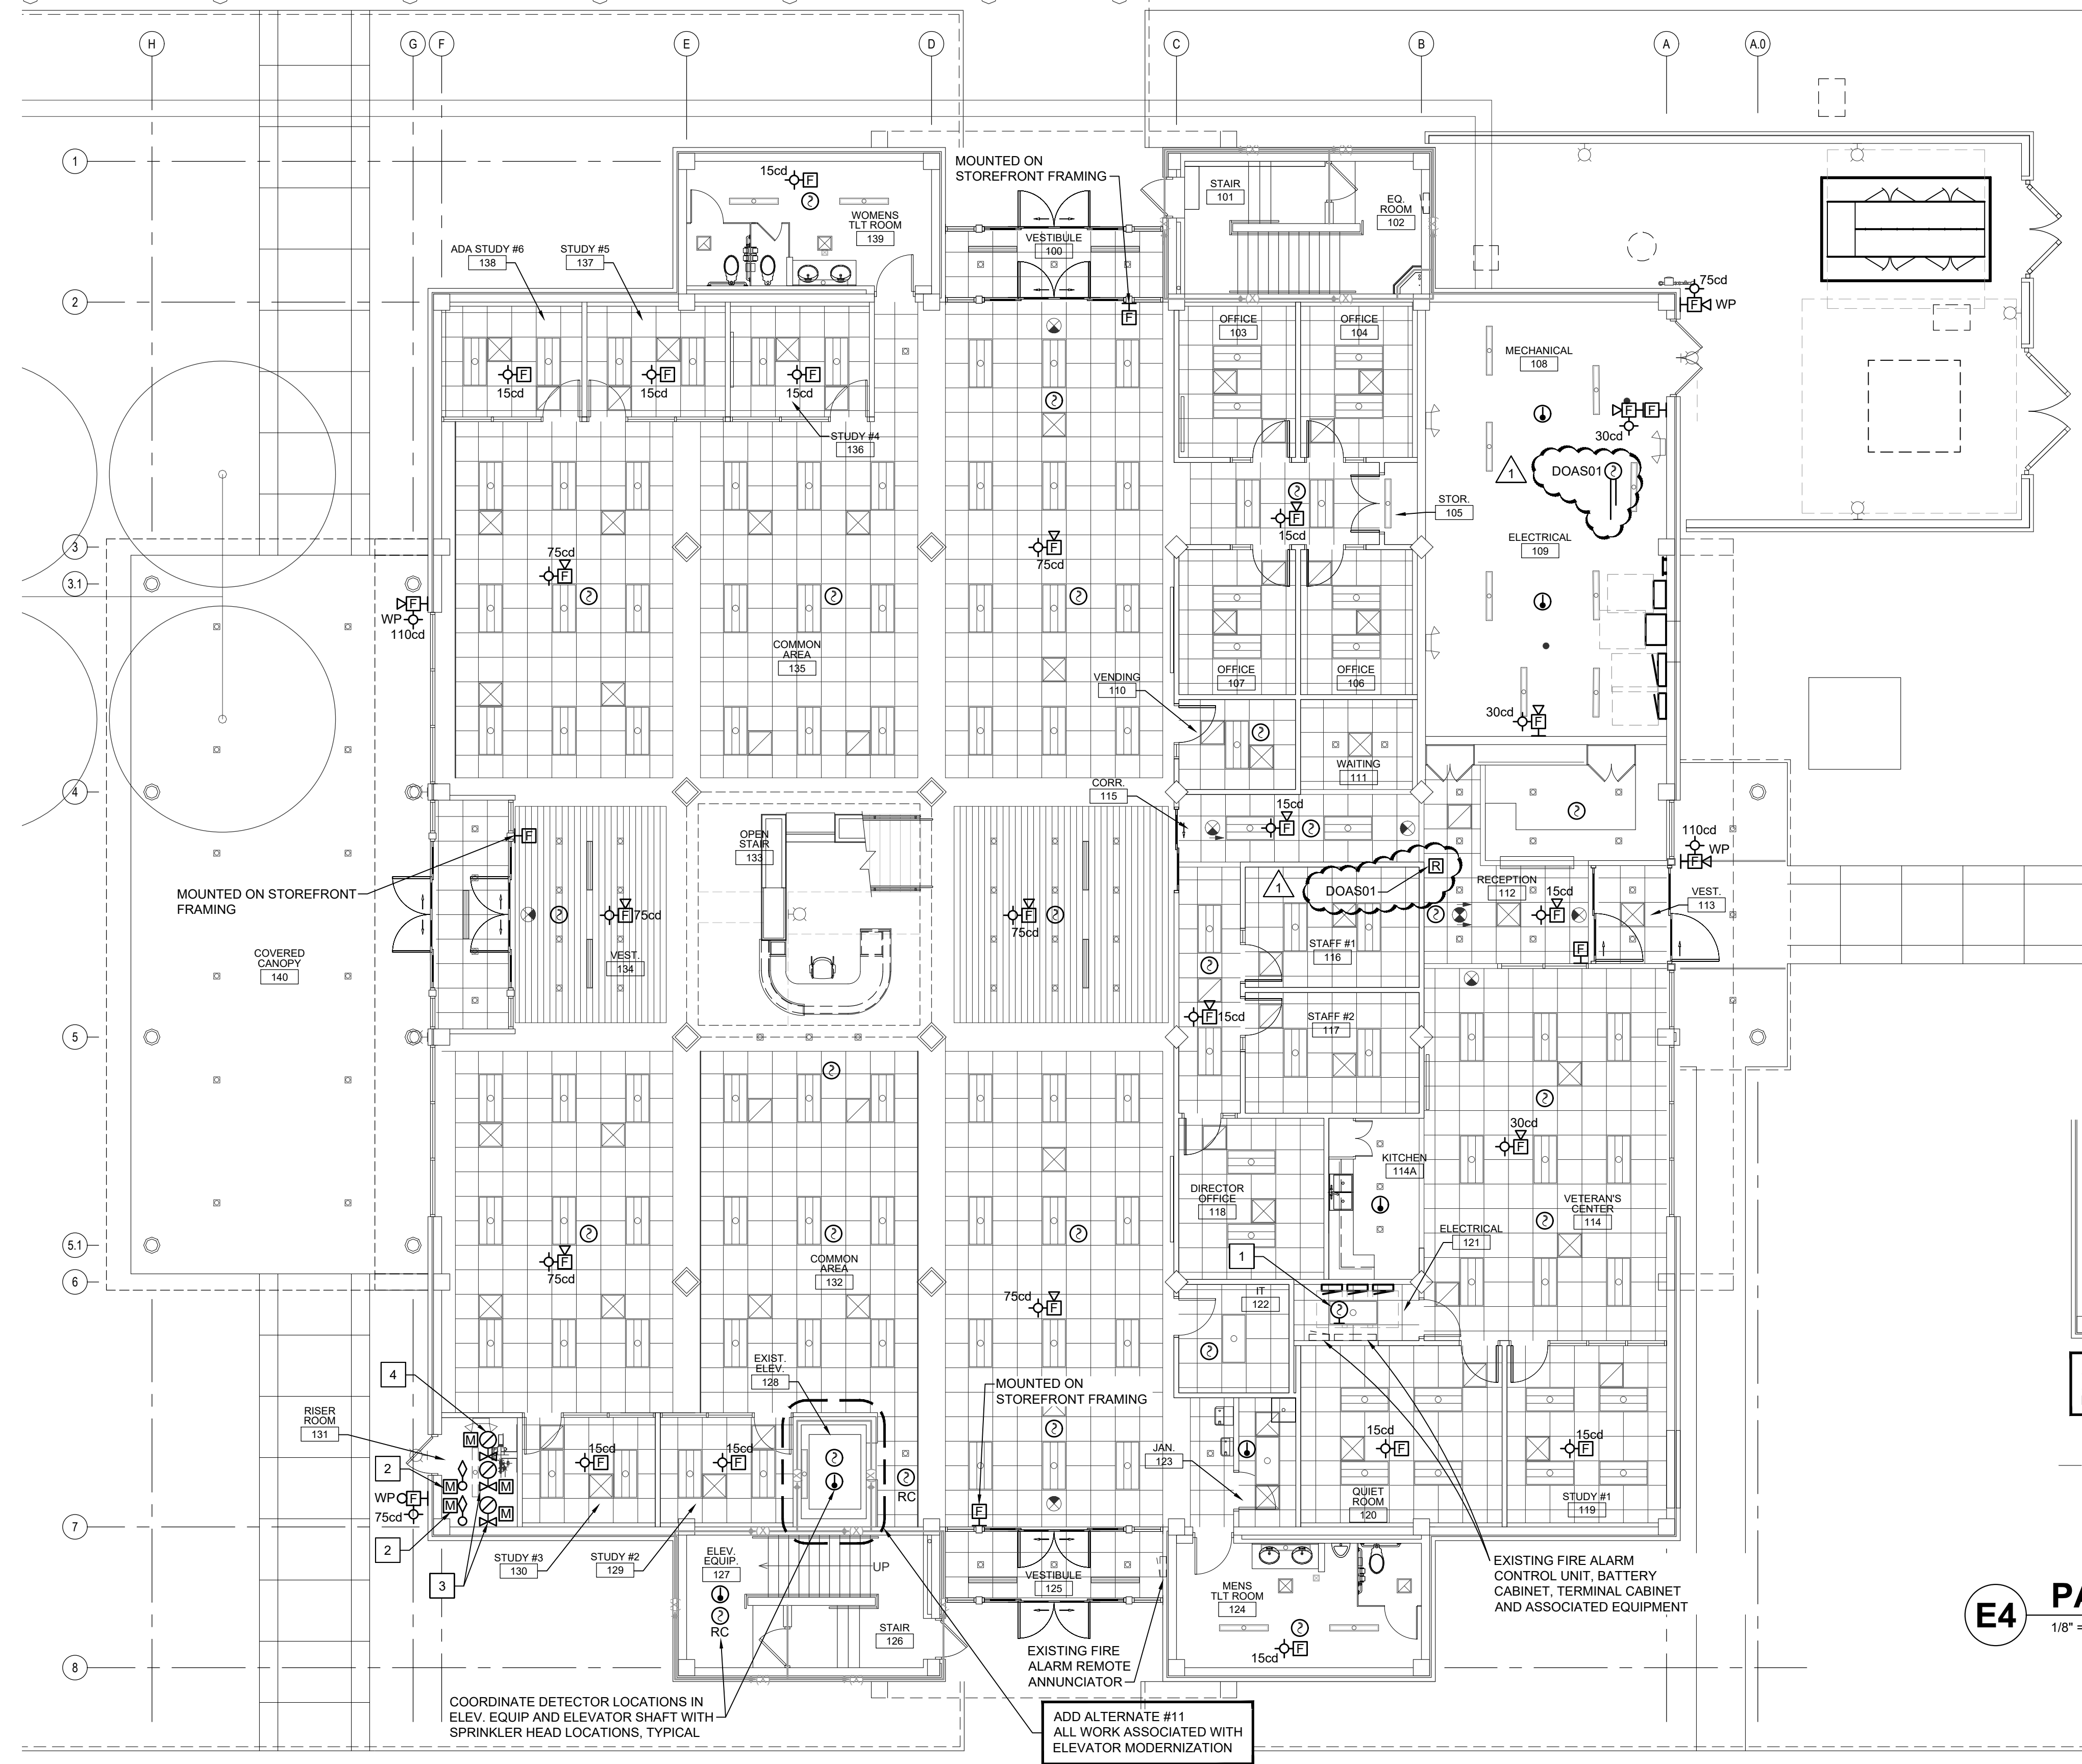 H
G
F
E
D
C
B
A
A.0
1
2
3
3.1
4
5
5.1
6
7
8
MOUNTED ON
STOREFRONT FRAMING
15cd
F
WOMENS
TLT ROOM
139
VESTIBULE
100
F
STAIR
101
EQ.
ROOM
102
ADA STUDY #6
138
STUDY #5
137
F
15cd
F
15cd
F
15cd
STUDY #4
136
OFFICE
103
OFFICE
104
MECHANICAL
108
75cd
F
WP
F
F
30cd
1
DOAS01
STOR.
105
F
15cd
ELECTRICAL
109
75cd
F
F
75cd
F
WP
110cd
COMMON
AREA
135
OFFICE
107
OFFICE
106
VENDING
110
30cd
F
WAITING
111
CORR.
115
15cd
F
OPEN
STAIR
133
F
MOUNTED ON STOREFRONT
FRAMING
110cd
WP
F
1
DOAS01
R
RECEPTION
112
15cd
F
F
VEST.
113
F
75cd
VEST.
134
F
75cd
STAFF #1
116
COVERED
CANOPY
140
F
15cd
STAFF #2
117
30cd
F
KITCHEN
114A
DIRECTOR
OFFICE
118
VETERAN'S
CENTER
114
ELECTRICAL
121
1
F
75cd
COMMON
AREA
132
75cd
F
IT
122
EXIST.
ELEV.
128
4
MOUNTED ON
STOREFRONT FRAMING
RISER
ROOM
131
M
2
M
M
M
M
WP
F
75cd
2
3
15cd
F
15cd
F
RC
F
JAN.
123
15cd
F
QUIET
ROOM
120
15cd
F
STUDY #1
119
STUDY #3
130
STUDY #2
129
ELEV.
EQUIP.
127
RC
UP
STAIR
126
VESTIBULE
125
MENS
TLT ROOM
124
15cd
F
EXISTING FIRE
ALARM REMOTE
ANNUNCIATOR
EXISTING FIRE ALARM
CONTROL UNIT, BATTERY
CABINET, TERMINAL CABINET
AND ASSOCIATED EQUIPMENT
COORDINATE DETECTOR LOCATIONS IN
ELEV. EQUIP AND ELEVATOR SHAFT WITH
SPRINKLER HEAD LOCATIONS, TYPICAL
ADD ALTERNATE #11
ALL WORK ASSOCIATED WITH
ELEVATOR MODERNIZATION
E4
1/8" =